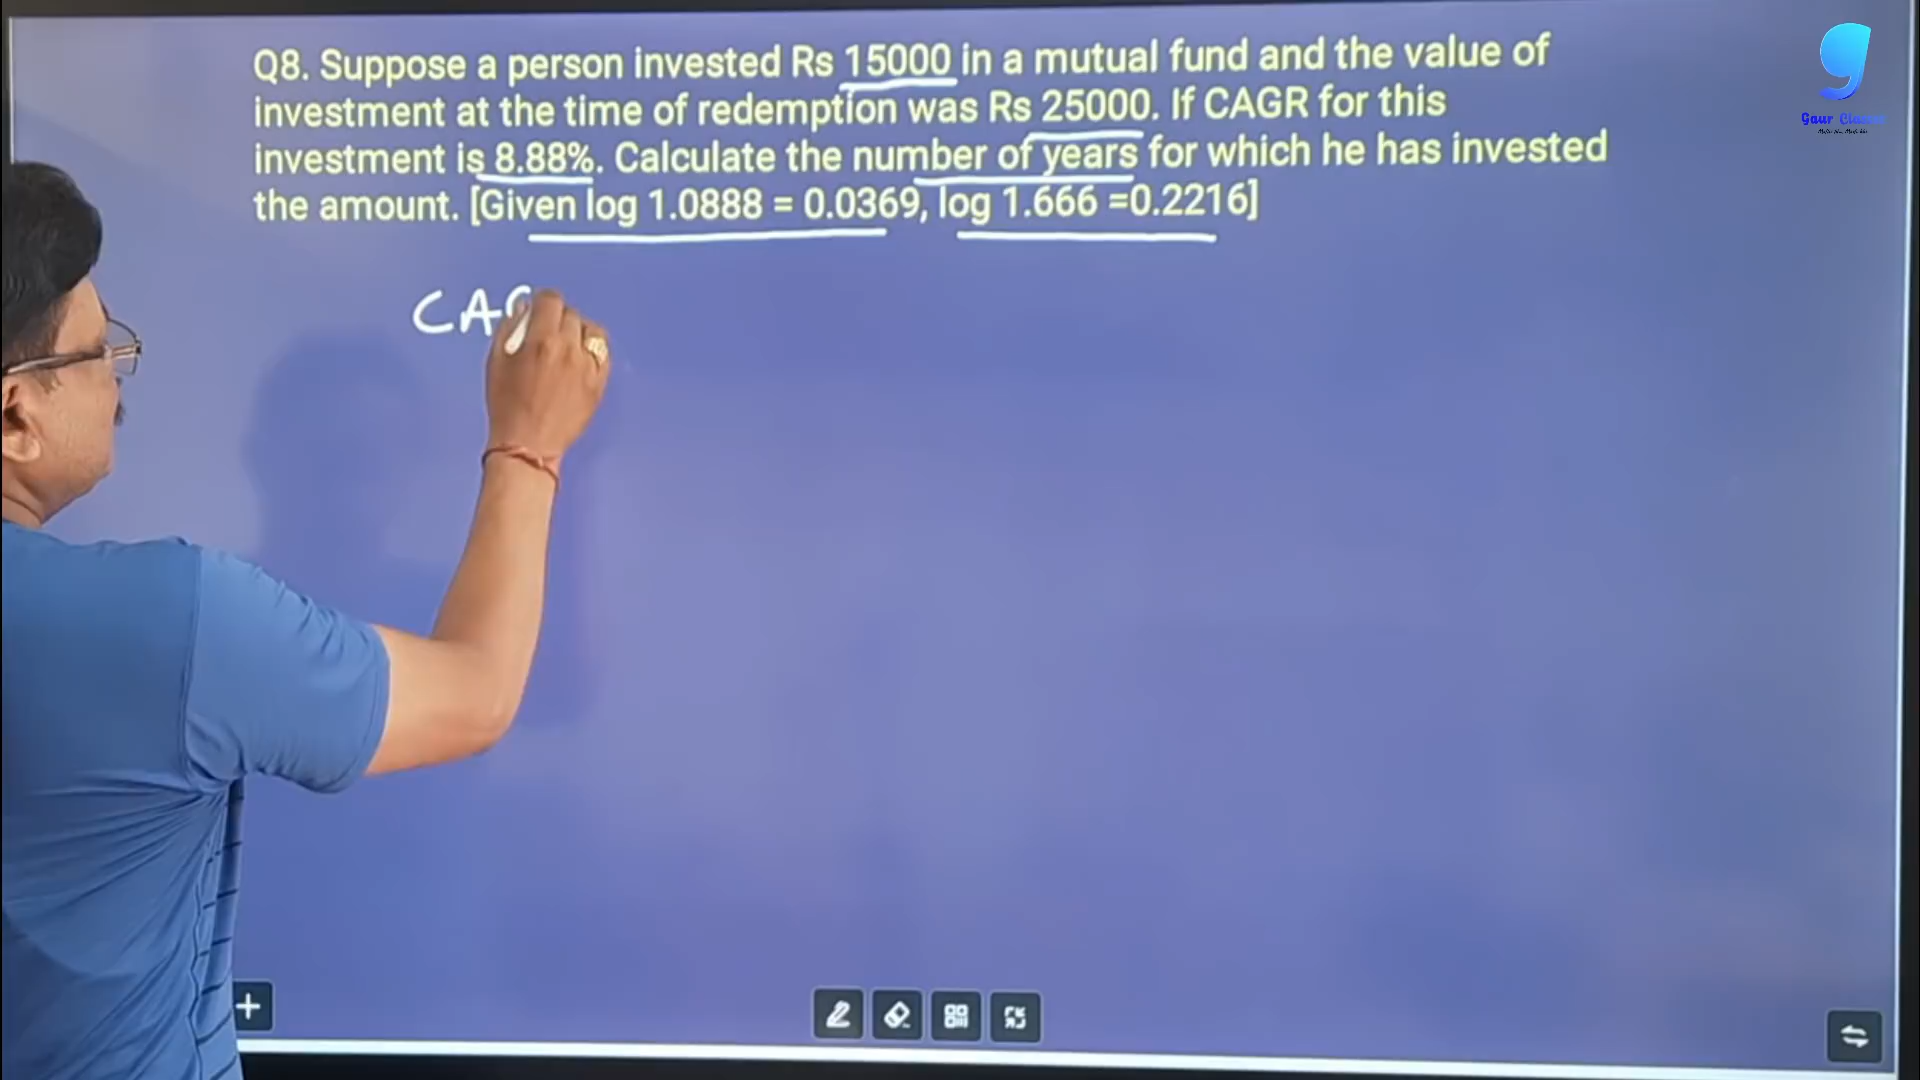 Q8. Suppose a person invested Rs 15000 in a mutual fund and the value of
investment at the time of redemption was Rs 25000. If CAGR for this
investment is 8.88%. Calculate the number of years for which he has invested
the amount. [Given log 1.0888 = 0.0369, log 1.666 =0.2216]
CAG
Gaur Classes